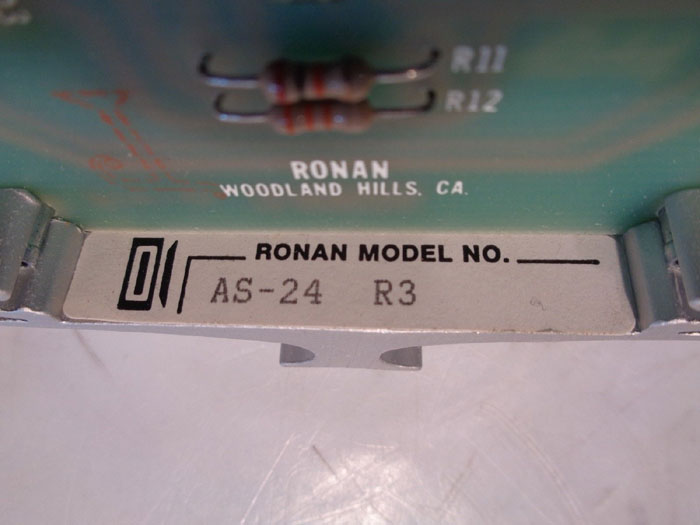 R11
R12
RONAN
WOODLAND HILLS, CA.
RONAN MODEL NO.
AS-24 R3